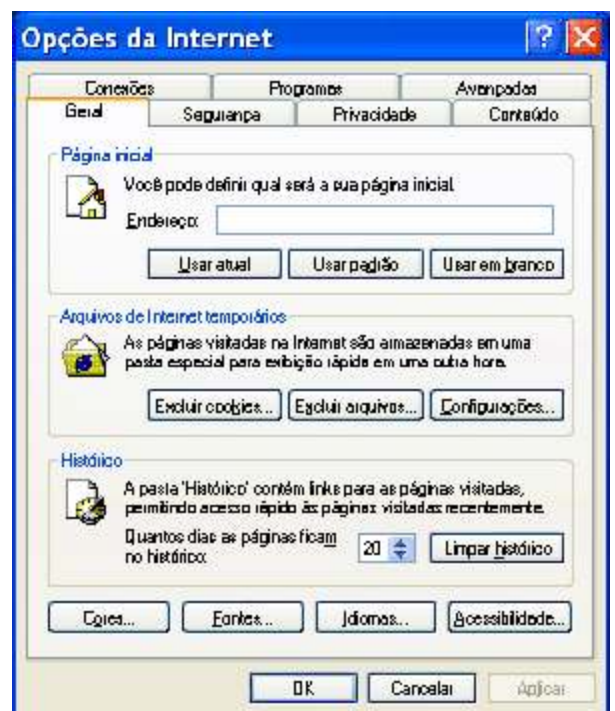 Opções da Internet
Conexões Programas Avançadas
Geral Segurança Privacidade Conteúdo
Página inicial
Você pode definir qual será a sua página inicial.
Endereço:
Usar atual Usar padrão Usar em branco
Arquivos de Internet temporários
As páginas visitadas na Internet são armazenadas em uma
pasta especial para exibição rápida em uma outra hora.
Excluir cookies... Excluir arquivos... Configurações...
Histórico
A pasta 'Histórico' contém links para as páginas visitadas,
permitindo acesso rápido às páginas visitadas recentemente.
Quantos dias as páginas ficam
no histórico: 20 Limpar histórico
Cores... Fontes... Idiomas... Acessibilidade...
OK Cancelar Aplicar